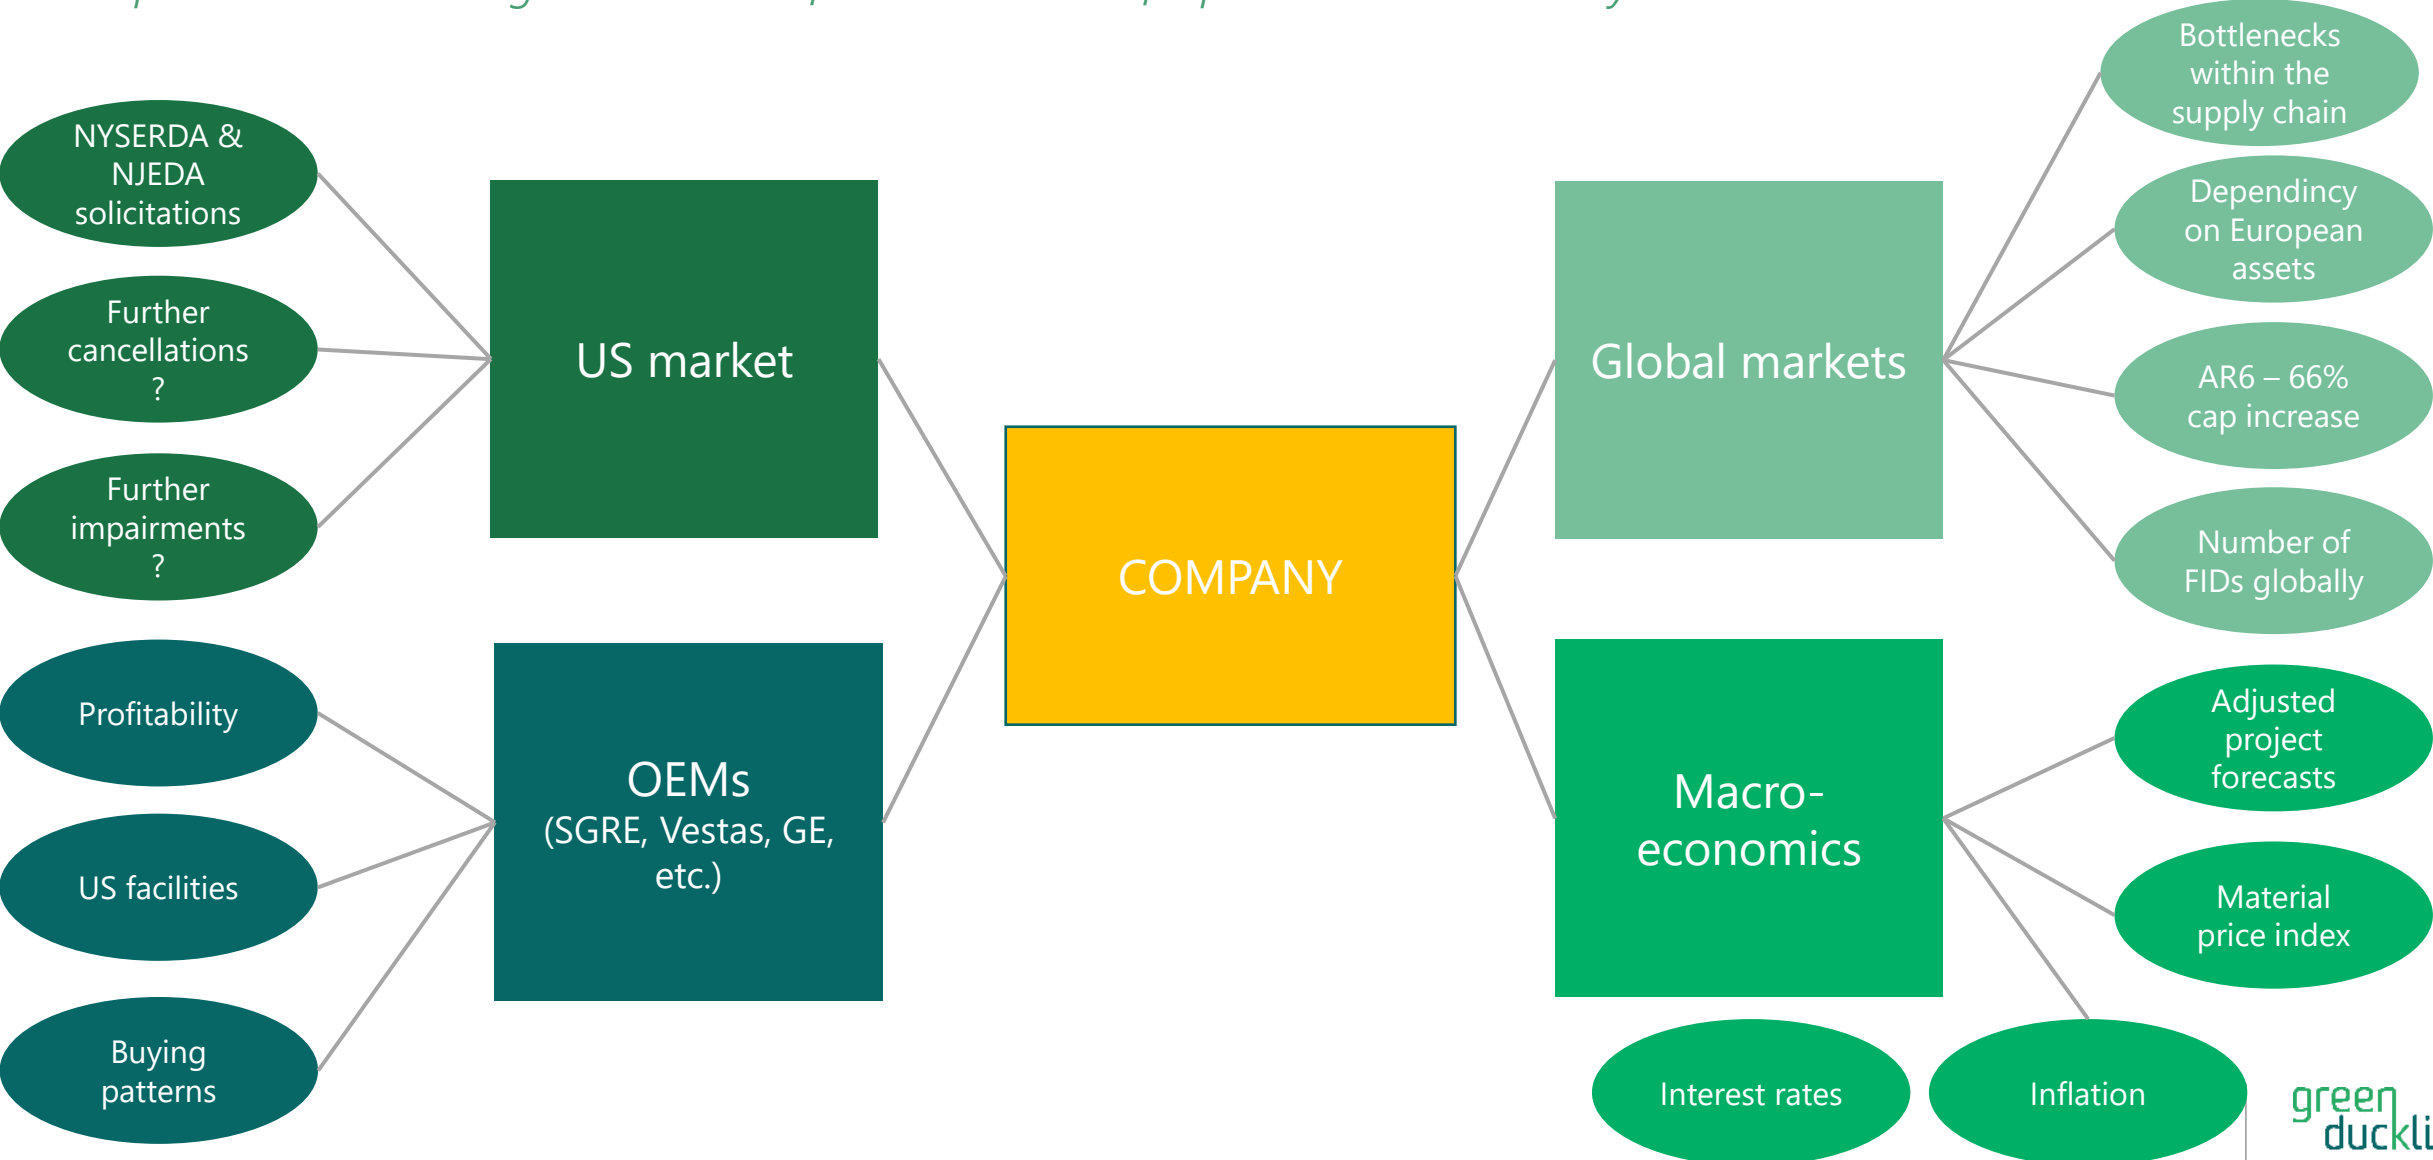 NYSERDA &
NJEDA
solicitations
Further
cancellations
?
Further
impairments
?
US market
Profitability
US facilities
Buying
patterns
OEMs
(SGRE, Vestas, GE,
etc.)
COMPANY
Global markets
Bottlenecks
within the
supply chain
Dependincy
on European
assets
AR6 – 66%
cap increase
Number of
FIDs globally
Macro-
economics
Adjusted
project
forecasts
Material
price index
Interest rates
Inflation
green
duckli